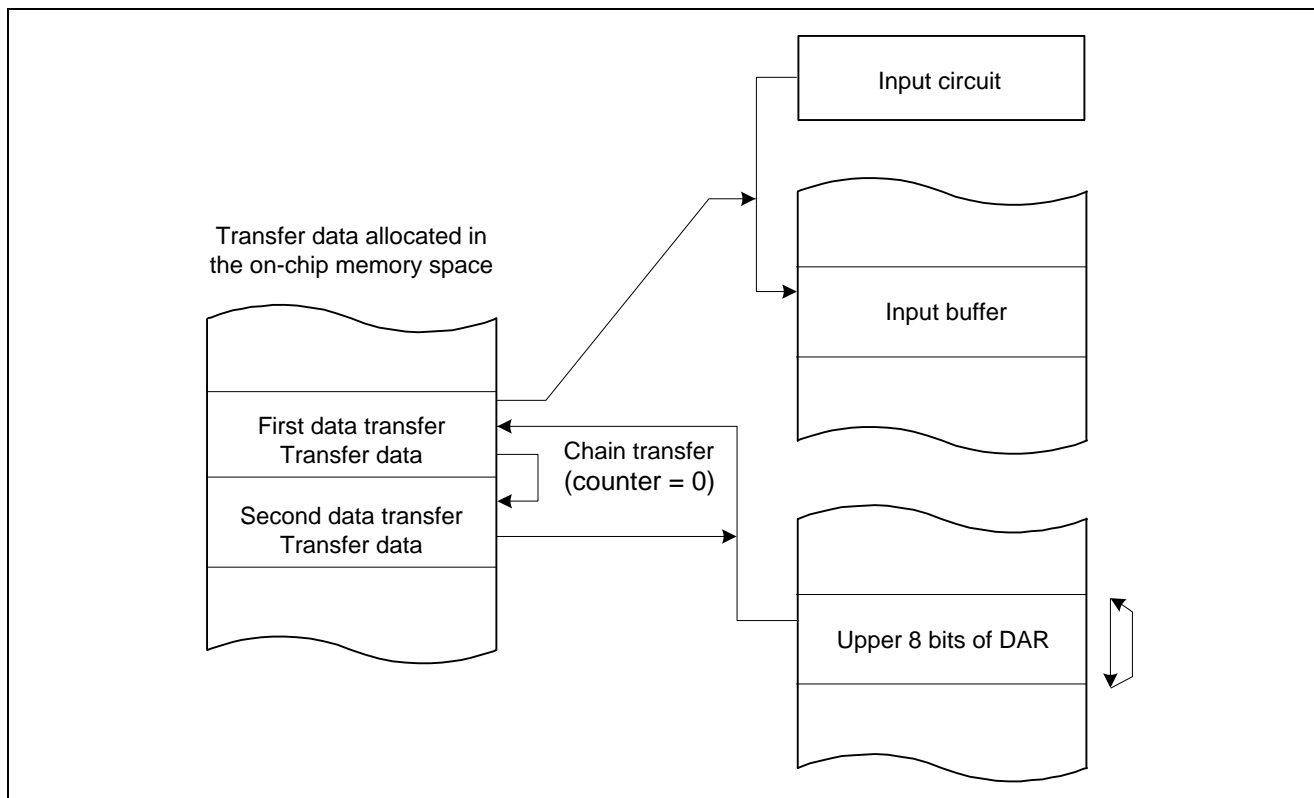 Input circuit
Transfer data allocated in
the on-chip memory space
Input buffer
First data transfer
Transfer data
Chain transfer
(counter = 0)
Second data transfer
Transfer data
Upper 8 bits of DAR